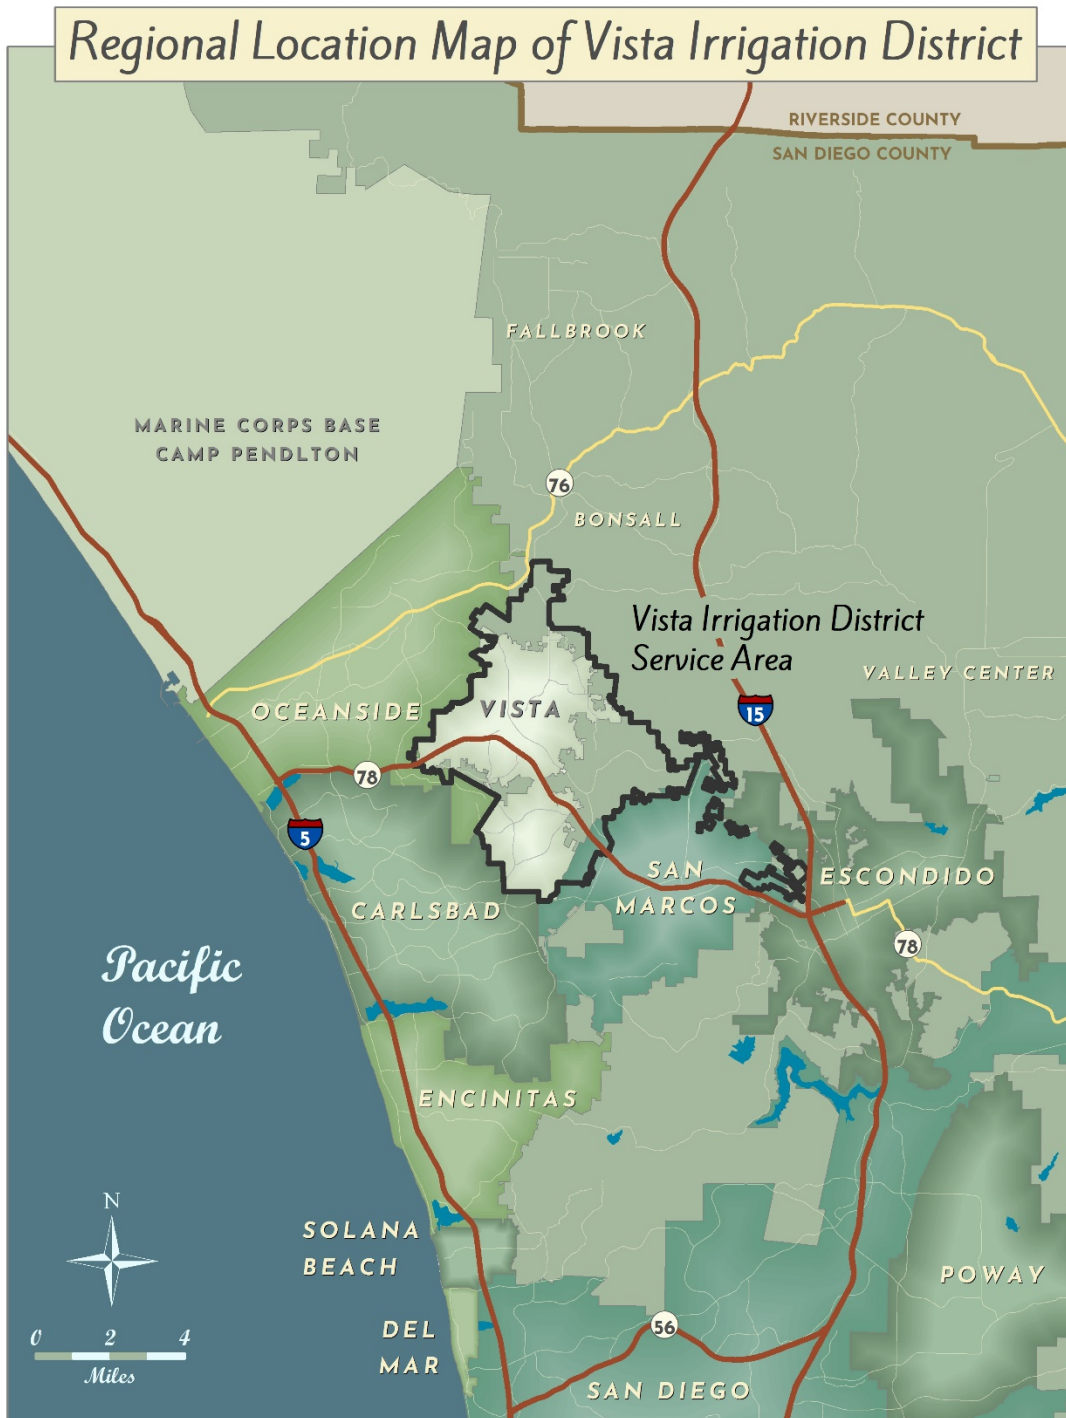 Regional Location Map of Vista Irrigation District
RIVERSIDE COUNTY
SAN DIEGO COUNTY
FALLBROOK
MARINE CORPS BASE
CAMP PENDLTON
76
BONSALL
Vista Irrigation District
Service Area
VALLEY CENTER
OCEANSIDE
VISTA
15
78
5
SAN
MARCOS
ESCONDIDO
CARLSBAD
78
Pacific
Ocean
ENCINITAS
N
SOLANA
BEACH
POWAY
DEL
MAR
56
0 2 4
Miles
SAN DIEGO